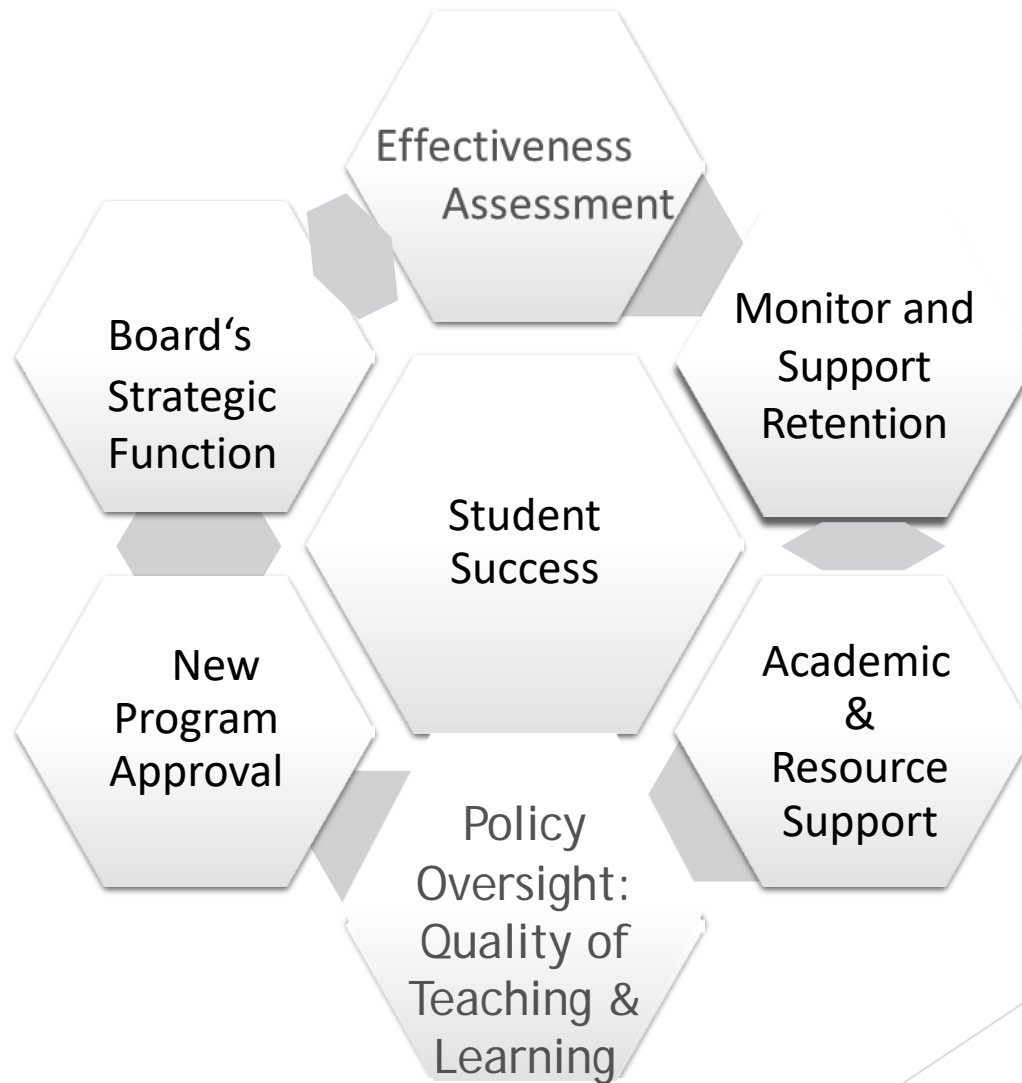 Effectiveness
Assessment
Monitor and
Support
Retention
Board‘s
Strategic
Function
Student
Success
New
Program
Approval
Academic
&
Resource
Support
Policy
Oversight:
Quality of
Teaching &
Learning